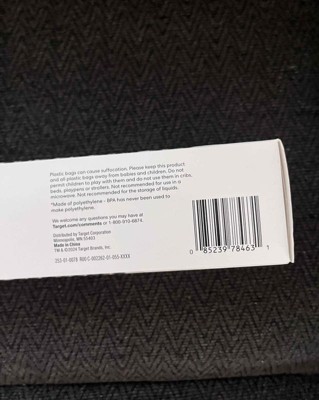 Plastic bags can cause suffocation. Please keep this product
and all plastic bags away from babies and children. Do not
permit children to play with them and do not use them in cribs,
beds, playpens or strollers. Not recommended for use in a
microwave. Not recommended for the storage of liquids.
*Made of polyethylene - BPA has never been used to
make polyethylene.
We welcome any questions you may have at
Target.com/comments or 1-800-910-6874.
Distributed by Target Corporation
Minneapolis, MN 55403
Made in China
TM & ©2024 Target Brands, Inc.
0 85239 78463 1